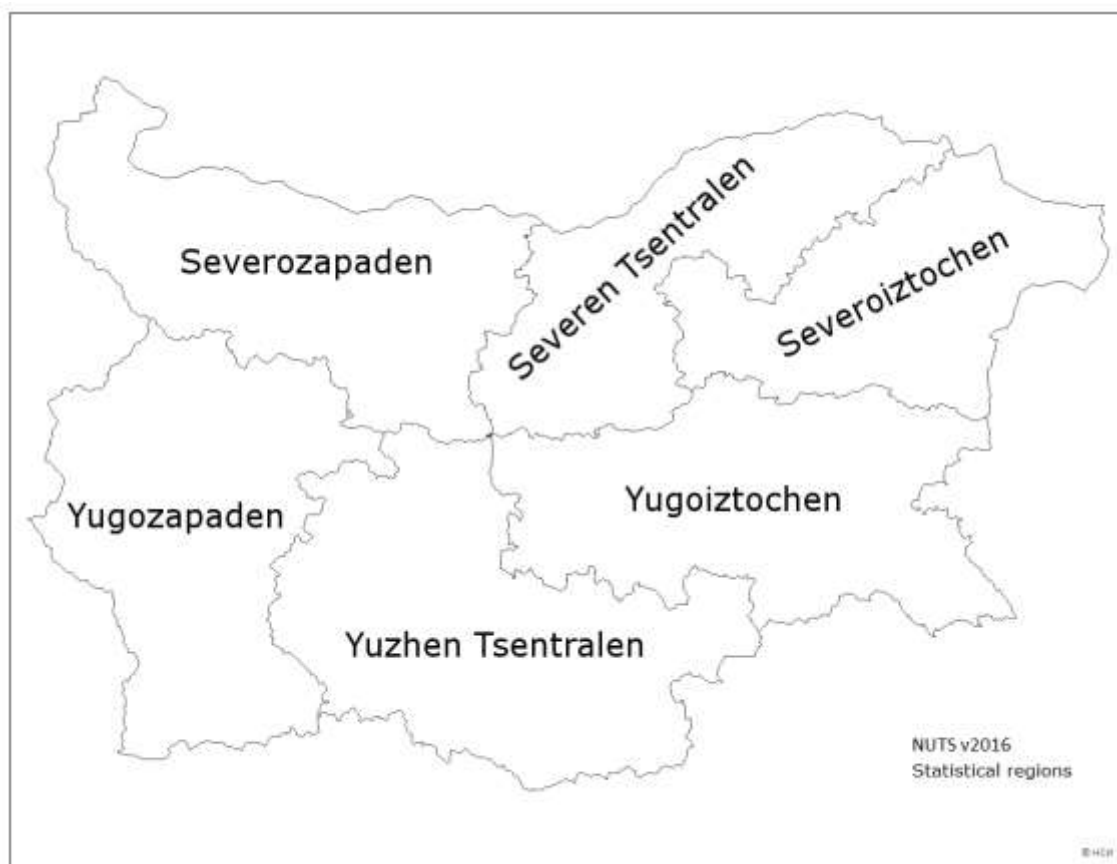 Severozapaden
Severen Tsentralen
Severoiztochen
Yugozapaden
Yugoiztochen
Yuzhen Tsentralen
NUTS v2016
Statistical regions